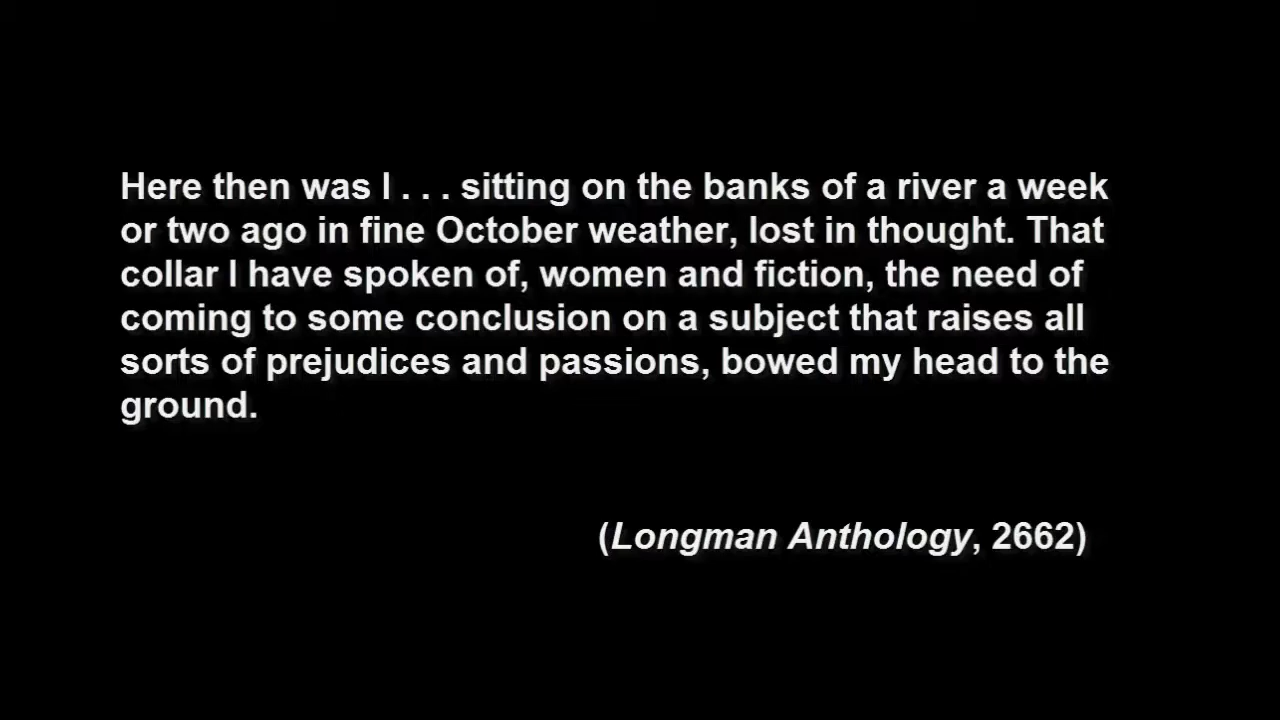 Here then was I . . . sitting on the banks of a river a week
or two ago in fine October weather, lost in thought. That
collar I have spoken of, women and fiction, the need of
coming to some conclusion on a subject that raises all
sorts of prejudices and passions, bowed my head to the
ground.
(Longman Anthology, 2662)